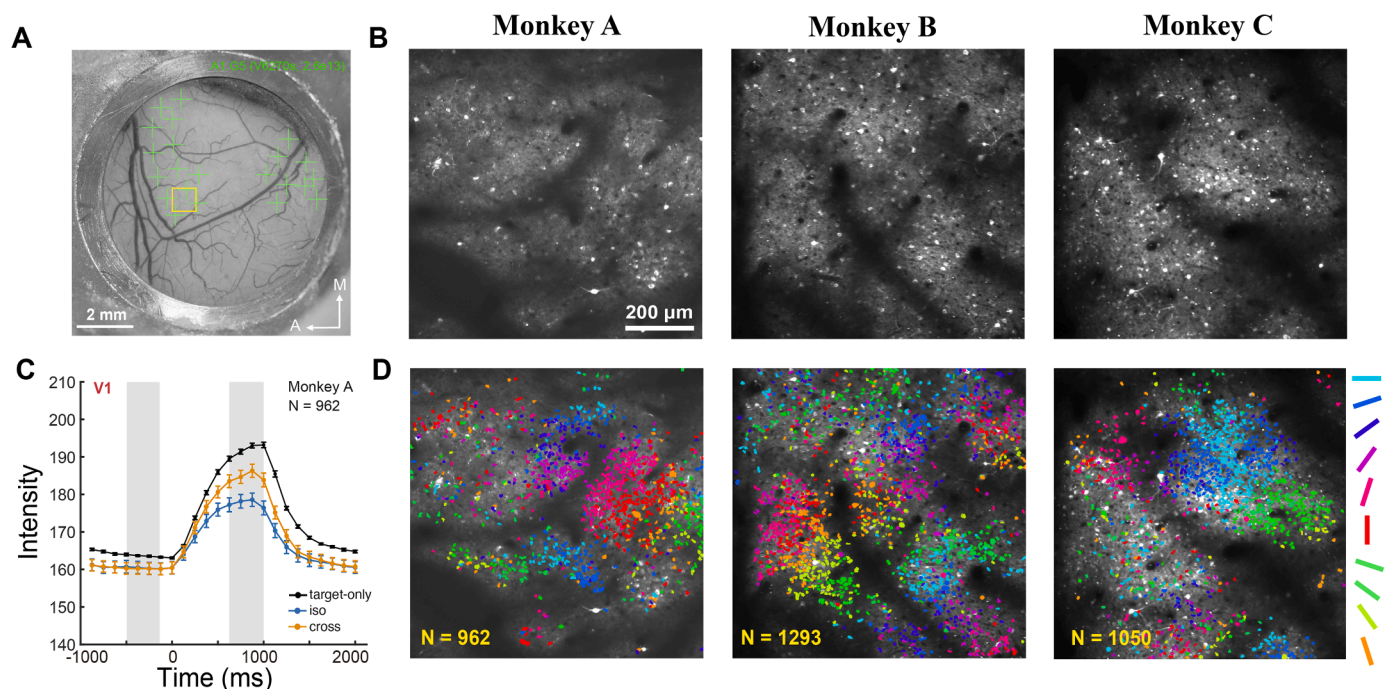 Monkey A
Monkey B
Monkey C
A
B
2 mm
M
A
200 µm
C
D
V1
Monkey A
N = 962
210
200
190
180
170
160
150
140
Intensity
target-only
iso
cross
-1000
0
1000
2000
Time (ms)
N = 962
N = 1293
N = 1050